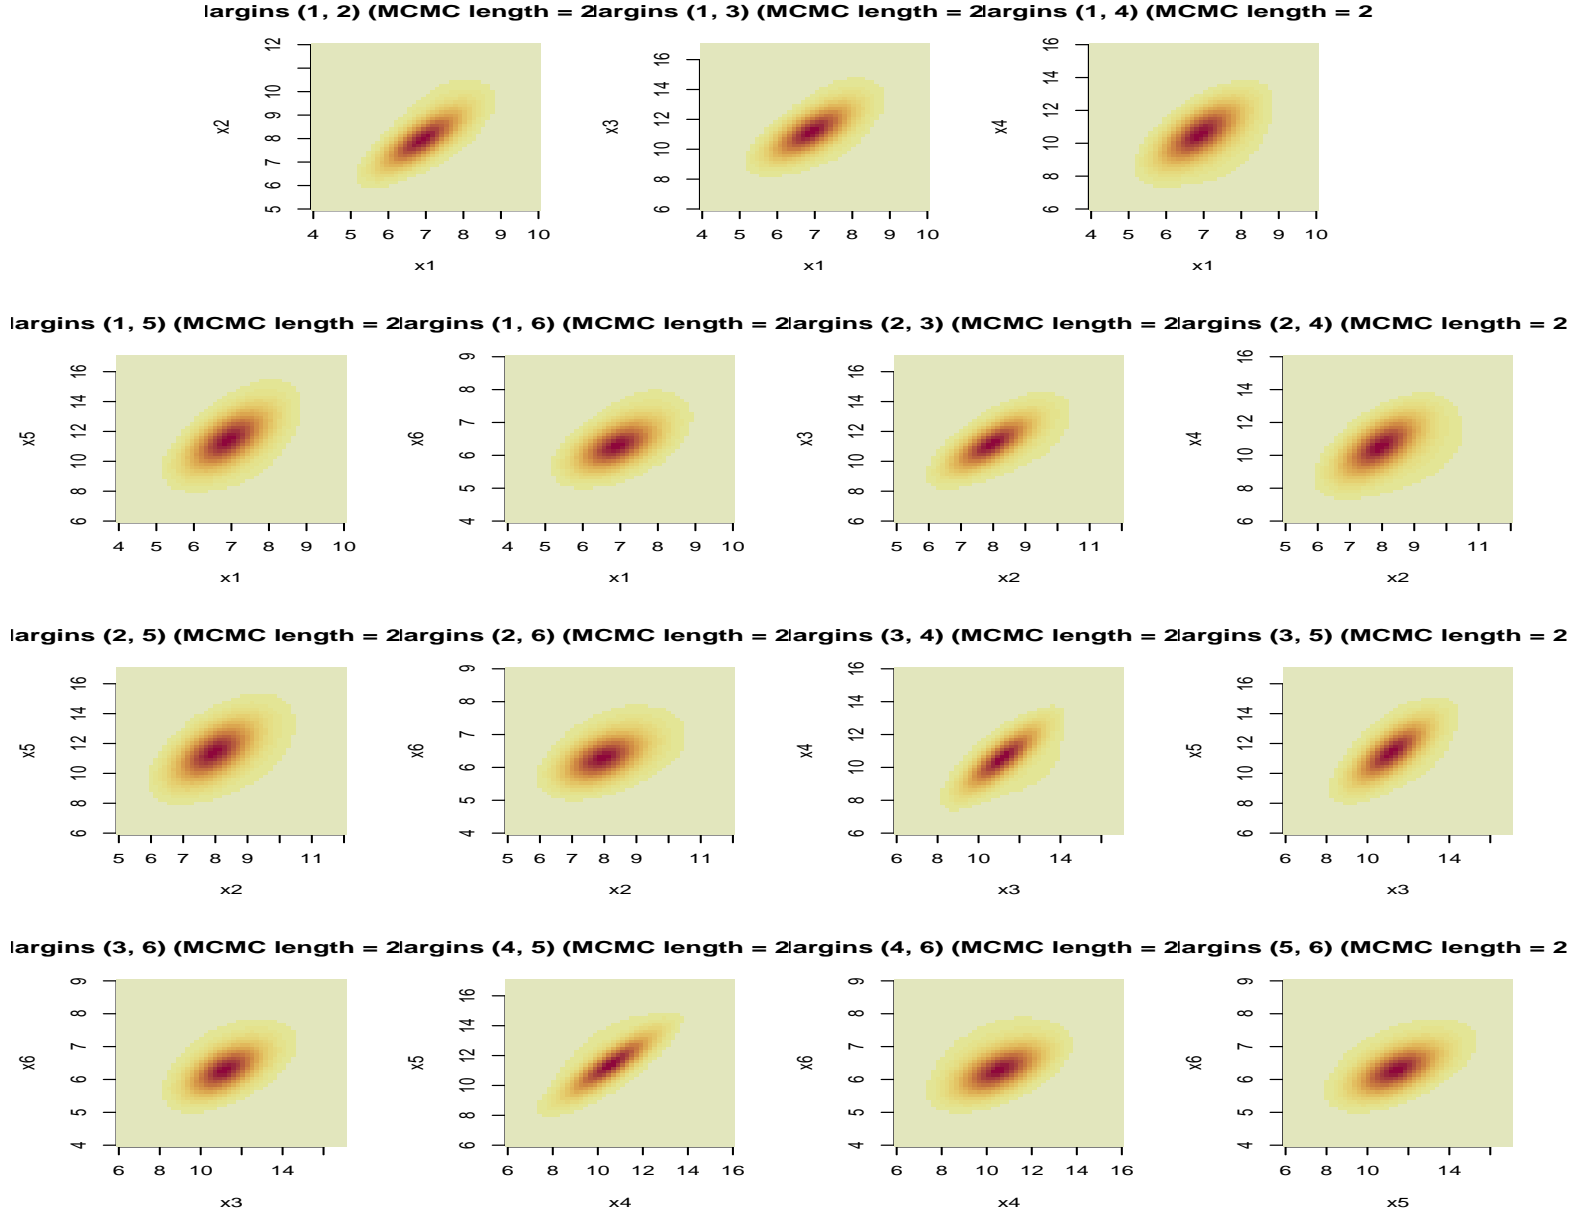 largins (1, 2) (MCMC length = 2largins (1, 3) (MCMC length = 2largins (1, 4) (MCMC length = 2
x2
5 6 7 8 9 10 12
4 5 6 7 8 9 10
x1
x3
6 8 10 12 14 16
4 5 6 7 8 9 10
x1
x4
6 8 10 12 14 16
4 5 6 7 8 9 10
x1
largins (1, 5) (MCMC length = 2largins (1, 6) (MCMC length = 2largins (2, 3) (MCMC length = 2largins (2, 4) (MCMC length = 2
x5
6 8 10 12 14 16
4 5 6 7 8 9 10
x1
x6
4 5 6 7 8 9
4 5 6 7 8 9 10
x1
x3
6 8 10 12 14 16
5 6 7 8 9 11
x2
x4
6 8 10 12 14 16
5 6 7 8 9 11
x2
largins (2, 5) (MCMC length = 2largins (2, 6) (MCMC length = 2largins (3, 4) (MCMC length = 2largins (3, 5) (MCMC length = 2
x5
6 8 10 12 14 16
5 6 7 8 9 11
x2
x6
4 5 6 7 8 9
5 6 7 8 9 11
x2
x4
6 8 10 12 14 16
6 8 10 14
x3
x5
6 8 10 12 14 16
6 8 10 14
x3
largins (3, 6) (MCMC length = 2largins (4, 5) (MCMC length = 2largins (4, 6) (MCMC length = 2largins (5, 6) (MCMC length = 2
x6
4 5 6 7 8 9
6 8 10 14
x3
x5
6 8 10 12 14 16
6 8 10 12 14 16
x4
x6
4 5 6 7 8 9
6 8 10 12 14 16
x4
x6
4 5 6 7 8 9
6 8 10 14
x5